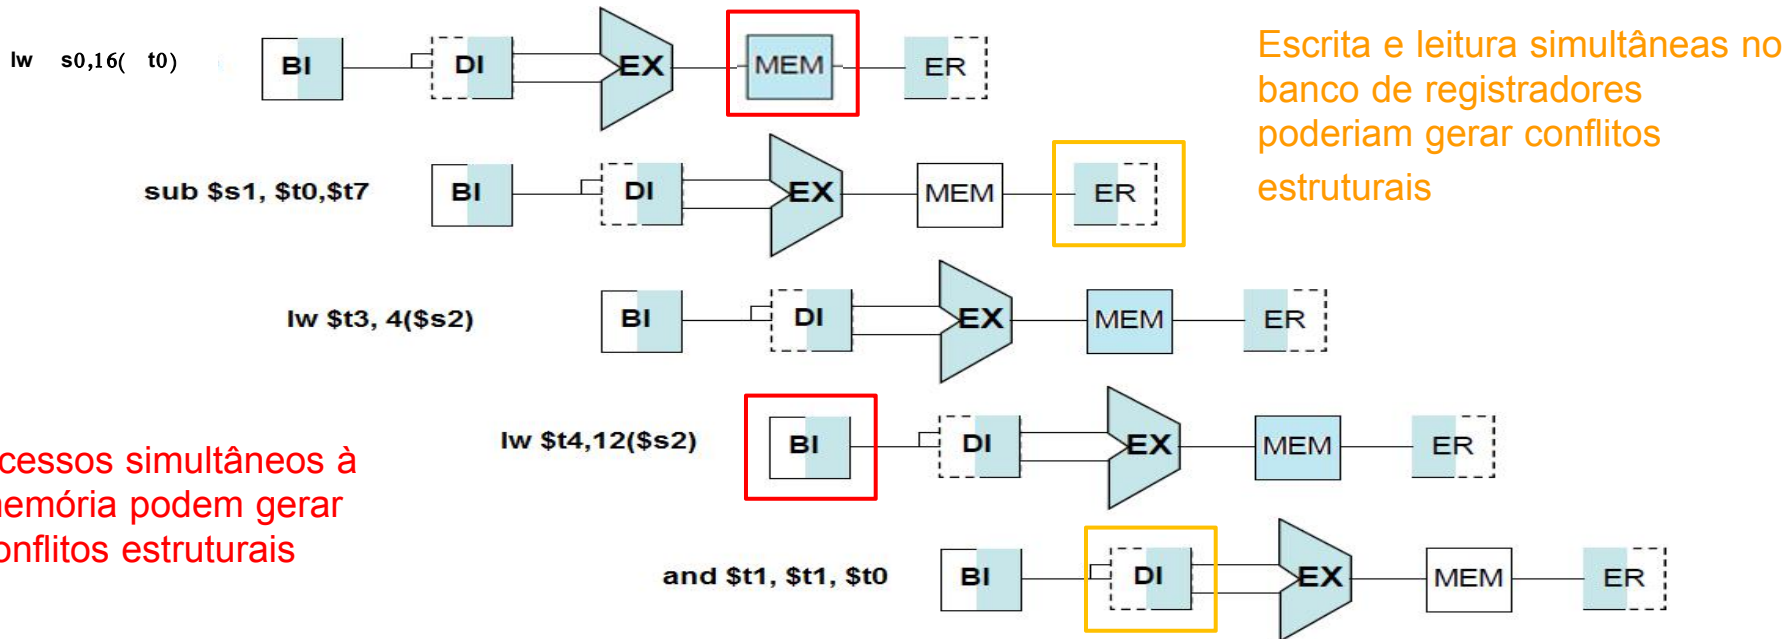 lw s0,16( t0)
BI DI EX MEM ER
Escrita e leitura simultâneas no
banco de registradores
poderiam gerar conflitos
estruturais
sub $s1, $t0,$t7
BI DI EX MEM ER
lw $t3, 4($s2)
BI DI EX MEM ER
lw $t4,12($s2)
BI DI EX MEM ER
cessos simultâneos à
emória podem gerar
onflitos estruturais
and $t1, $t1, $t0
BI DI EX MEM ER